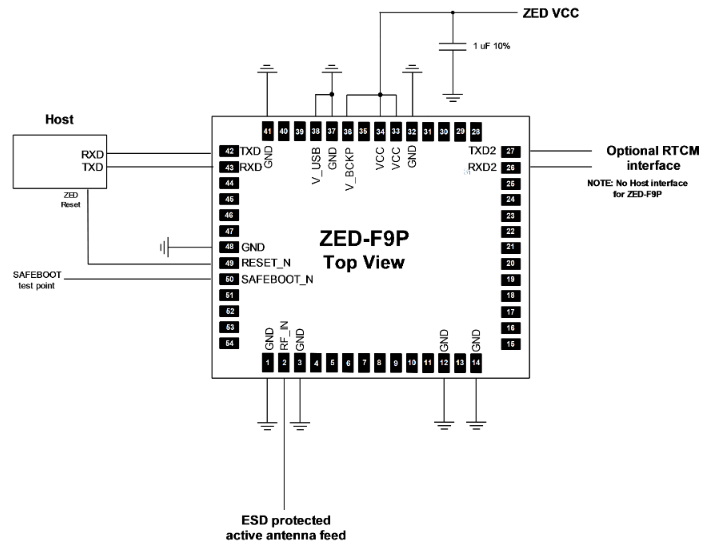 ZED VCC
1 uF 10%
Host
RXD
TXD
ZED
Reset
SAFEBOOT
test point
41 40 39 38 37 36 35 34 33 32 31 30 29 28
GND
V_USB
GND
V_BCKP
VCC
VCC
GND
42 TXD
43 RXD
44
45
46
47
48 GND
49 RESET_N
50 SAFEBOOT_N
51
52
53
54
ZED-F9P
Top View
TXD2 27
RXD2 26
25
24
23
22
21
20
19
18
17
16
15
Optional RTCM
interface
NOTE: No Host interface
for ZED-F9P
GND
RF_IN
GND
GND
GND
1 2 3 4 5 6 7 8 9 10 11 12 13 14
ESD protected
active antenna feed